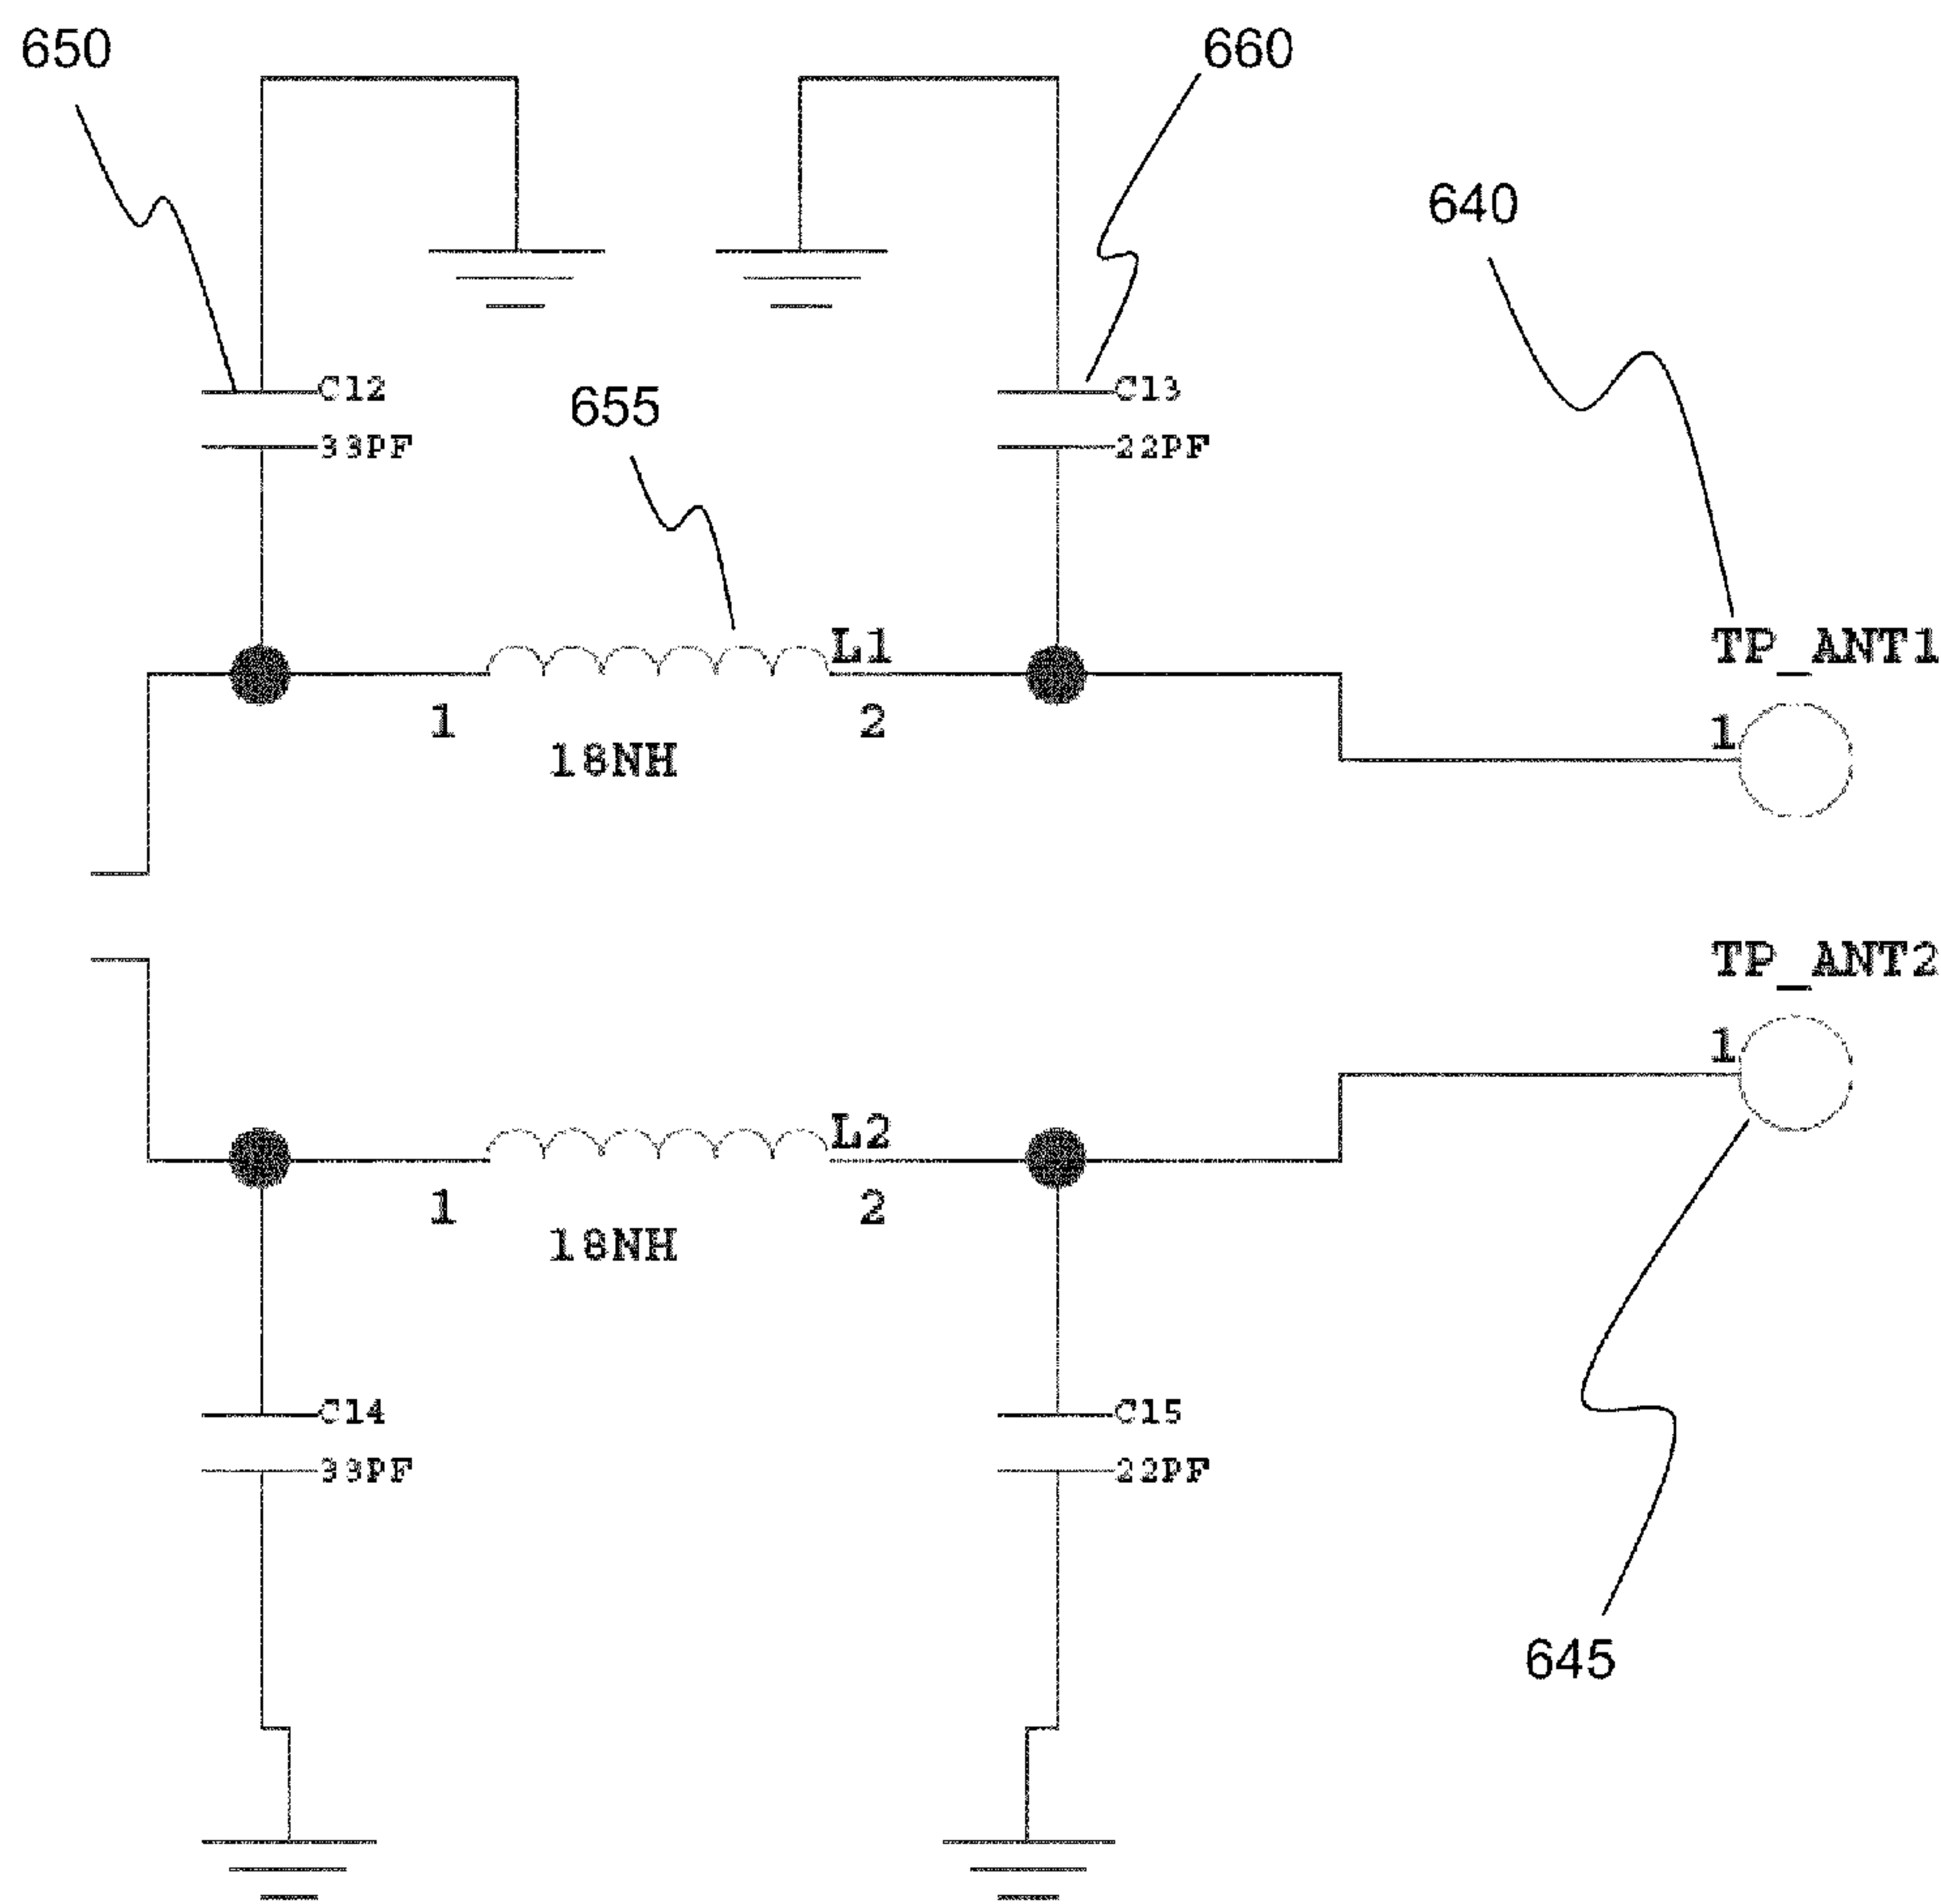 650
660
640
C12
33PF
655
C13
22PF
L1
1
2
18NH
TP_ANT1
1
TP_ANT2
1
L2
1
2
18NH
C14
33PF
C15
22PF
645